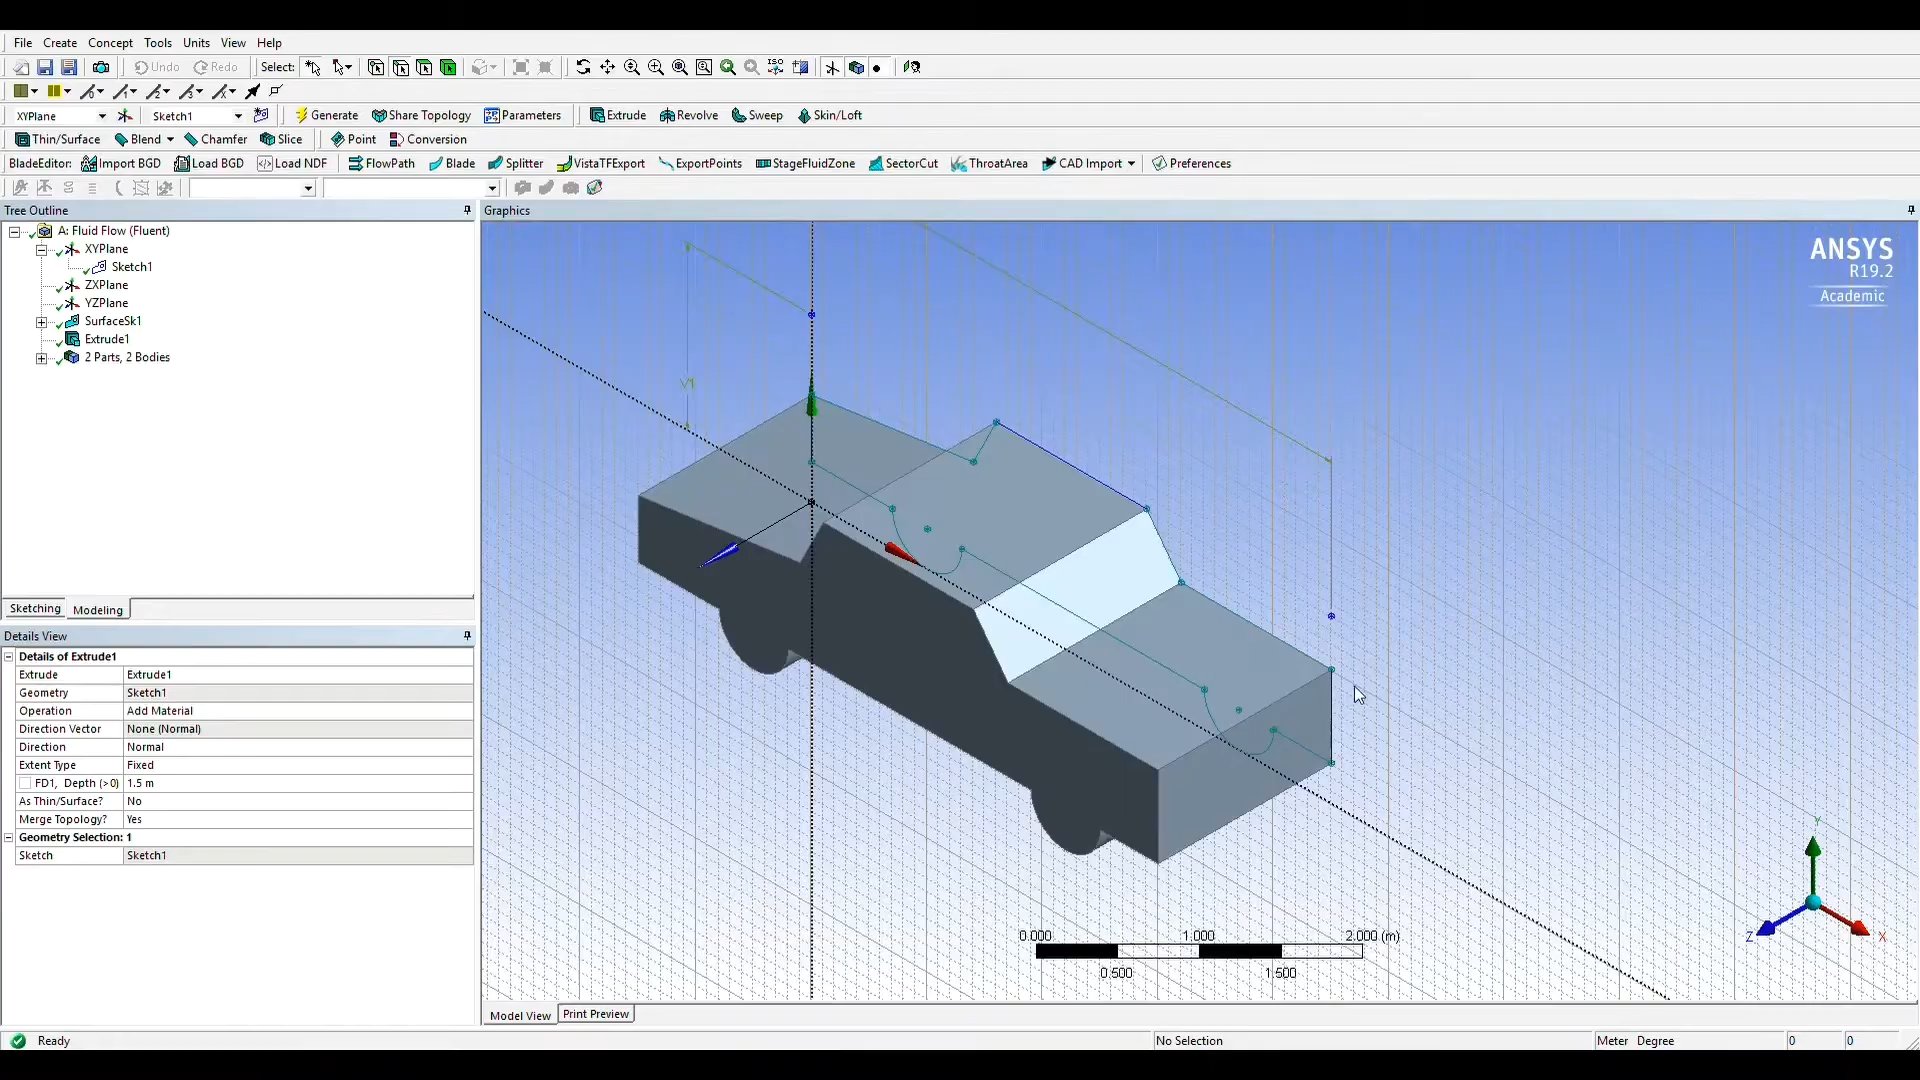 File Create Concept Tools Units View Help
Undo Redo Select: ISO
XYPlane Sketch1 Generate Share Topology Parameters Extrude Revolve Sweep Skin/Loft
Thin/Surface Blend Chamfer Slice Point Conversion
BladeEditor: Import BGD Load BGD Load NDF FlowPath Blade Splitter VistaTFExport ExportPoints StageFluidZone SectorCut ThroatArea CAD Import Preferences
Tree Outline
A: Fluid Flow (Fluent)
XYPlane
Sketch1
ZXPlane
YZPlane
SurfaceSk1
Extrude1
2 Parts, 2 Bodies
Sketching Modeling
Details View
Details of Extrude1
Extrude Extrude1
Geometry Sketch1
Operation Add Material
Direction Vector None (Normal)
Direction Normal
Extent Type Fixed
FD1, Depth (>0) 1.5 m
As Thin/Surface? No
Merge Topology? Yes
Geometry Selection: 1
Sketch Sketch1
Graphics
ANSYS
R19.2
Academic
V1
0.000 1.000 2.000 (m)
0.500 1.500
Y
Z X
Model View Print Preview
Ready No Selection Meter Degree 0 0